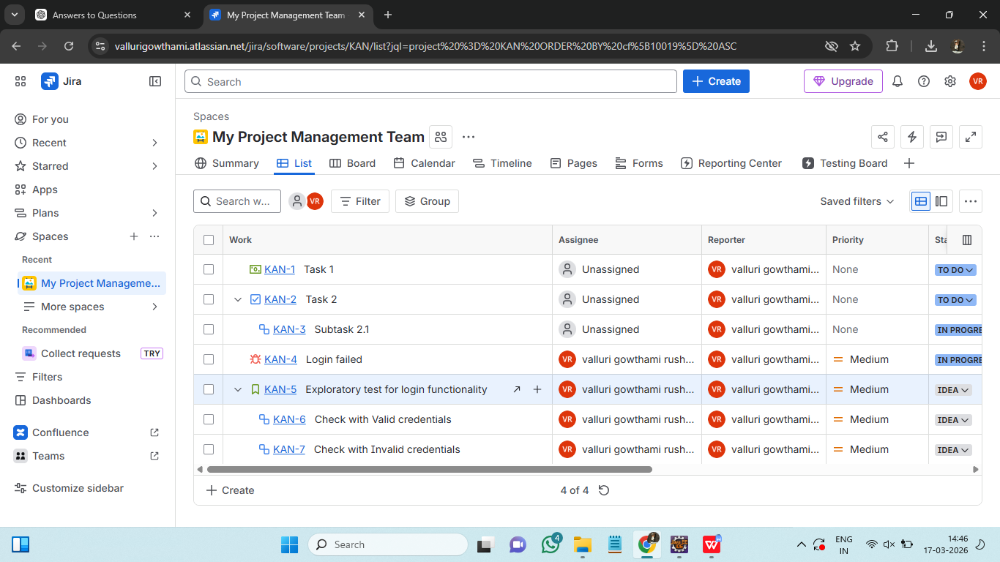 Answers to Questions
My Project Management Team
vallurigowthami.atlassian.net/jira/software/projects/KAN/list?jql=project%20%3D%20KAN%20ORDER%20BY%20cf%5B10019%5D%20ASC
Jira
Search
Create
Upgrade
VR
For you
Recent
Starred
Apps
Plans
Spaces
Recent
My Project Manageme...
More spaces
Recommended
Collect requests TRY
Filters
Dashboards
Confluence
Teams
Customize sidebar
Spaces
My Project Management Team
Summary List Board Calendar Timeline Pages Forms Reporting Center Testing Board
Search w... VR Filter Group Saved filters
Work Assignee Reporter Priority Sta
KAN-1 Task 1 Unassigned VR valluri gowthami... None TO DO
KAN-2 Task 2 Unassigned VR valluri gowthami... None TO DO
KAN-3 Subtask 2.1 Unassigned VR valluri gowthami... None IN PROGRE
KAN-4 Login failed VR valluri gowthami rush... VR valluri gowthami... Medium IN PROGRE
KAN-5 Exploratory test for login functionality VR valluri gowthami rush... VR valluri gowthami... Medium IDEA
KAN-6 Check with Valid credentials VR valluri gowthami rush... VR valluri gowthami... Medium IDEA
KAN-7 Check with Invalid credentials VR valluri gowthami rush... VR valluri gowthami... Medium IDEA
Create 4 of 4
Search
4
ENG
IN
14:46
17-03-2026